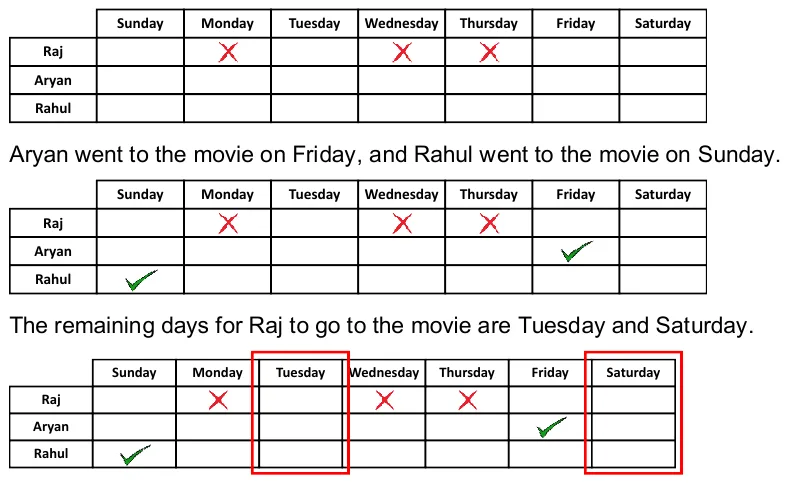 Sunday Monday Tuesday Wednesday Thursday Friday Saturday
Raj
Aryan
Rahul
Aryan went to the movie on Friday, and Rahul went to the movie on Sunday.
Sunday Monday Tuesday Wednesday Thursday Friday Saturday
Raj
Aryan
Rahul
The remaining days for Raj to go to the movie are Tuesday and Saturday.
Sunday Monday Tuesday Wednesday Thursday Friday Saturday
Raj
Aryan
Rahul